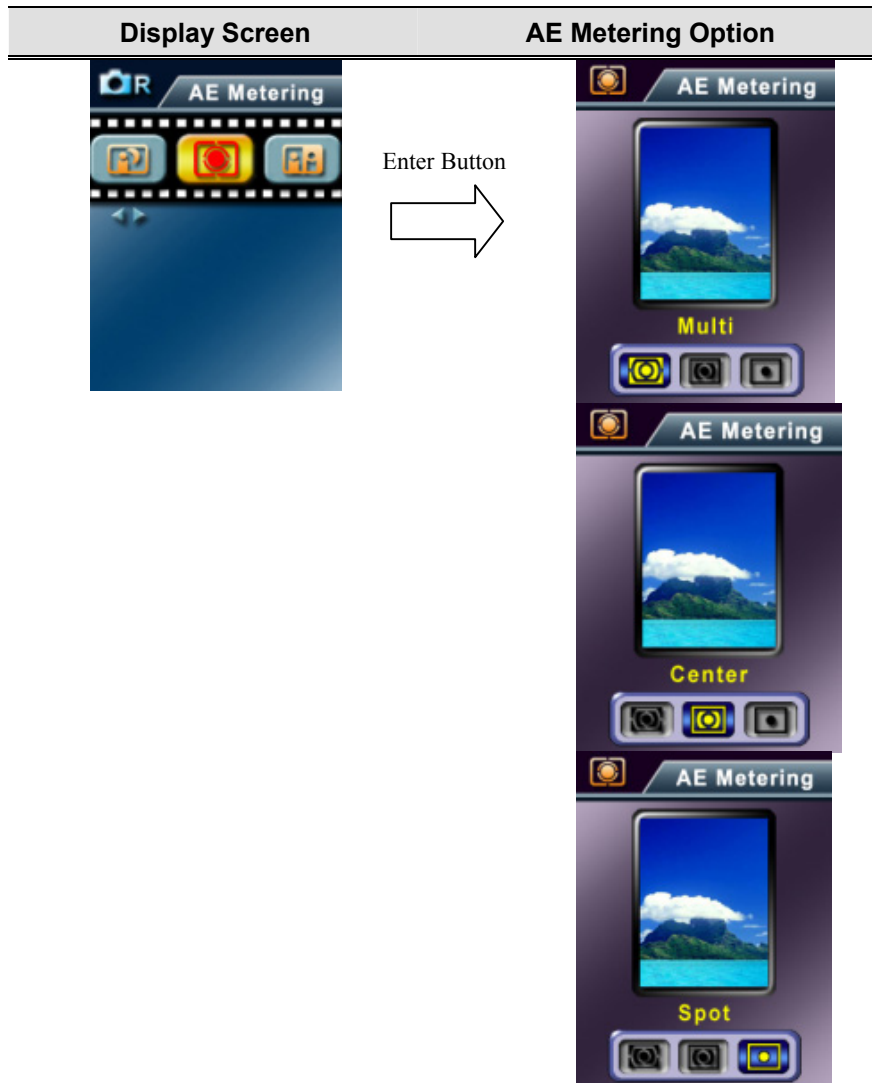 Display Screen
AE Metering Option
R
AE Metering
Enter Button
AE Metering
Multi
AE Metering
Center
AE Metering
Spot